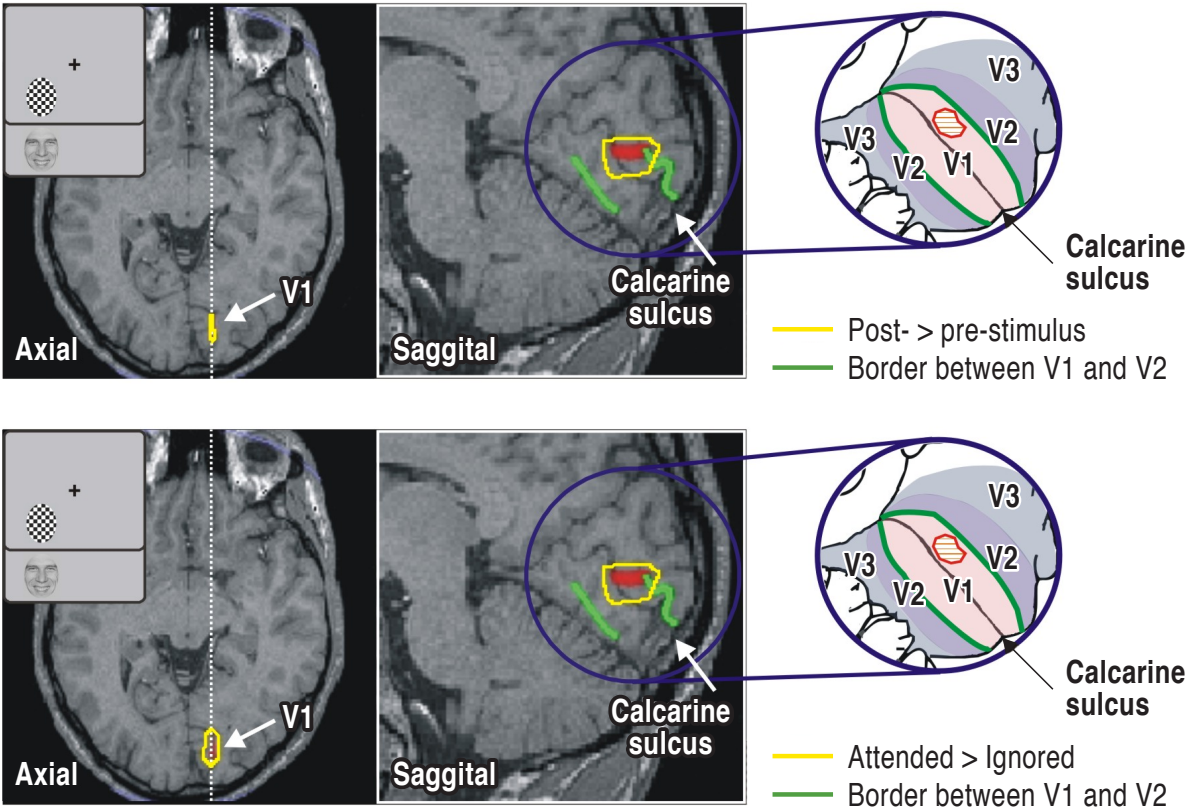 +
V1
Axial
Calcarine
sulcus
Saggital
V3
V3
V2
V2
V1
Calcarine
sulcus
Post- > pre-stimulus
Border between V1 and V2
+
V1
Axial
Calcarine
sulcus
Saggital
V3
V3
V2
V2
V1
Calcarine
sulcus
Attended > Ignored
Border between V1 and V2